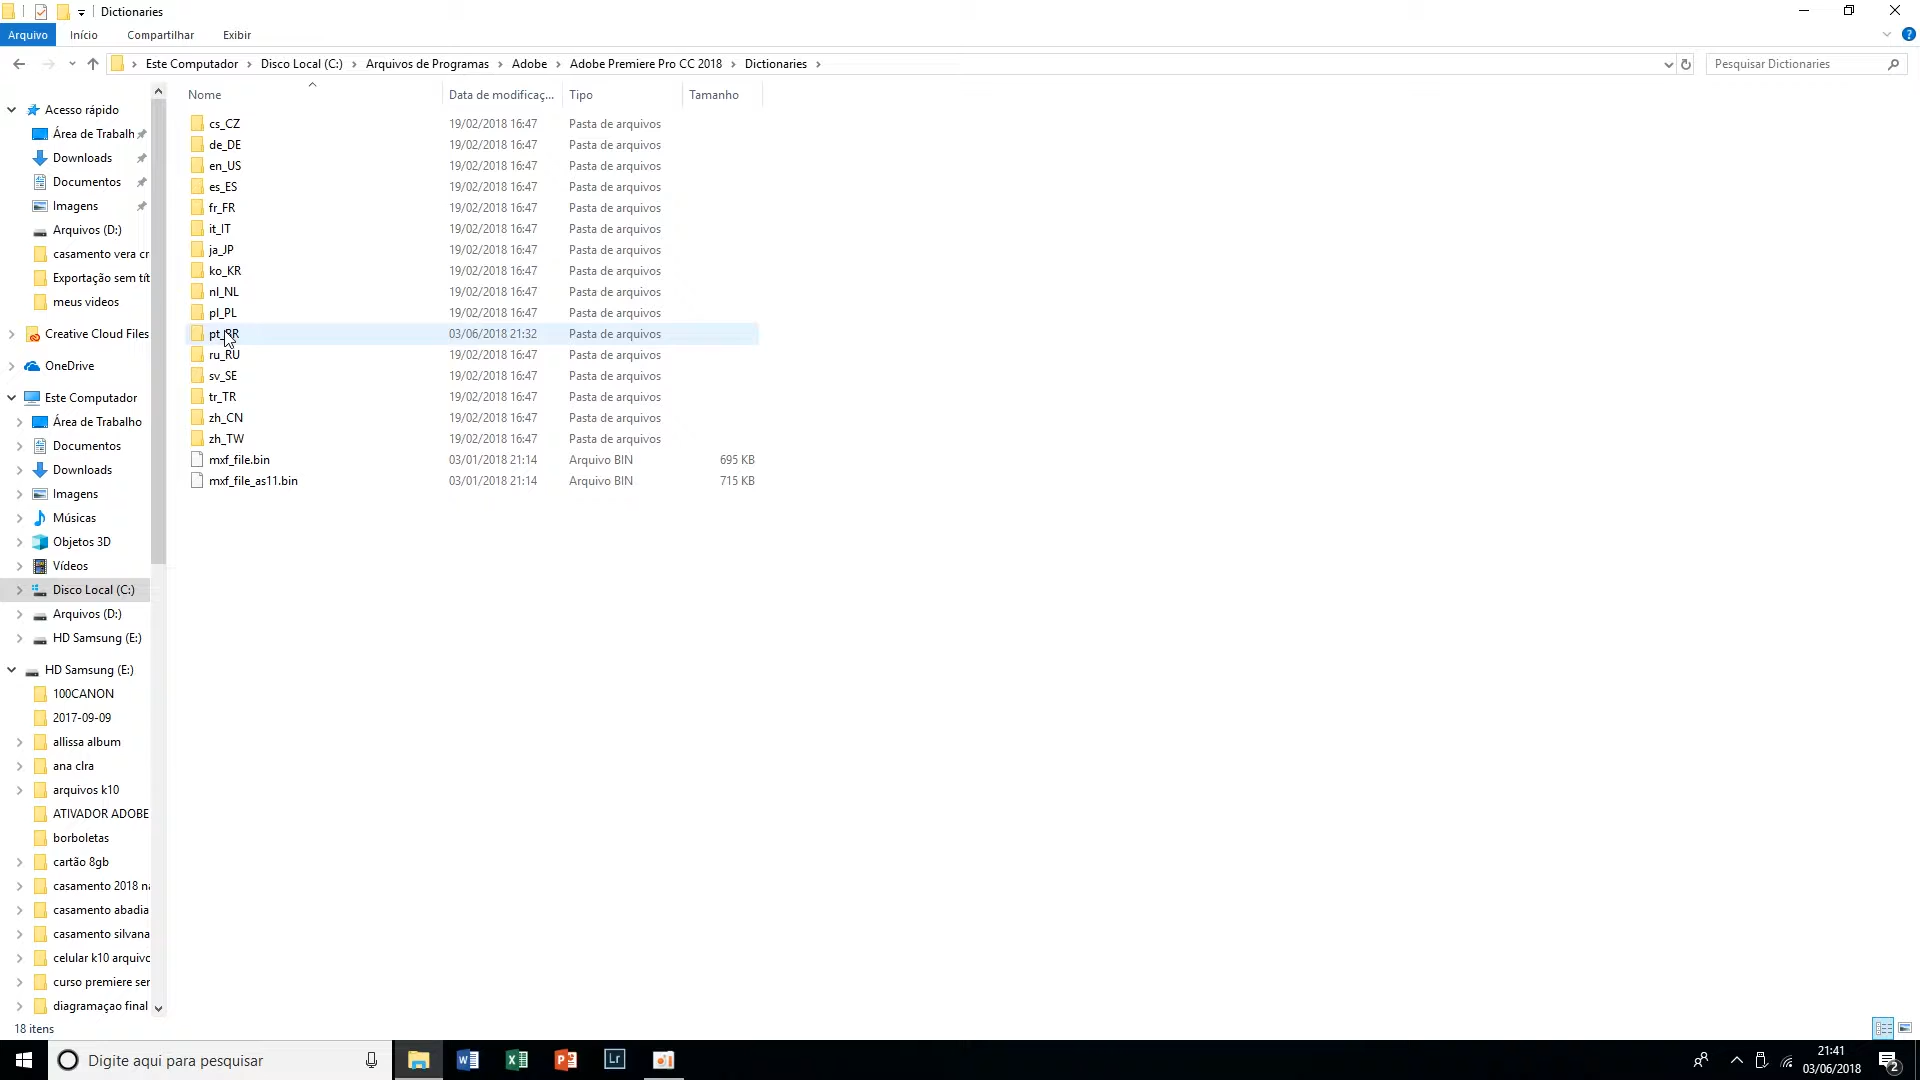 Dictionaries
Arquivo Início Compartilhar Exibir
Este Computador Disco Local (C:) Arquivos de Programas Adobe Adobe Premiere Pro CC 2018 Dictionaries
Pesquisar Dictionaries
Nome Data de modificaç... Tipo Tamanho
cs_CZ 19/02/2018 16:47 Pasta de arquivos
de_DE 19/02/2018 16:47 Pasta de arquivos
en_US 19/02/2018 16:47 Pasta de arquivos
es_ES 19/02/2018 16:47 Pasta de arquivos
fr_FR 19/02/2018 16:47 Pasta de arquivos
it_IT 19/02/2018 16:47 Pasta de arquivos
ja_JP 19/02/2018 16:47 Pasta de arquivos
ko_KR 19/02/2018 16:47 Pasta de arquivos
nl_NL 19/02/2018 16:47 Pasta de arquivos
pl_PL 19/02/2018 16:47 Pasta de arquivos
pt_BR 03/06/2018 21:32 Pasta de arquivos
ru_RU 19/02/2018 16:47 Pasta de arquivos
sv_SE 19/02/2018 16:47 Pasta de arquivos
tr_TR 19/02/2018 16:47 Pasta de arquivos
zh_CN 19/02/2018 16:47 Pasta de arquivos
zh_TW 19/02/2018 16:47 Pasta de arquivos
mxf_file.bin 03/01/2018 21:14 Arquivo BIN 695 KB
mxf_file_as11.bin 03/01/2018 21:14 Arquivo BIN 715 KB
Acesso rápido
Área de Trabalh
Downloads
Documentos
Imagens
Arquivos (D:)
casamento vera cr
Exportação sem tít
meus videos
Creative Cloud Files
OneDrive
Este Computador
Área de Trabalho
Documentos
Downloads
Imagens
Músicas
Objetos 3D
Vídeos
Disco Local (C:)
Arquivos (D:)
HD Samsung (E:)
HD Samsung (E:)
100CANON
2017-09-09
allissa album
ana clra
arquivos k10
ATIVADOR ADOBE
borboletas
cartão 8gb
casamento 2018 na
casamento abadia
casamento silvana
celular k10 arquivo
curso premiere ser
diagramaçao final
18 itens
Digite aqui para pesquisar
Lr
21:41
03/06/2018
2